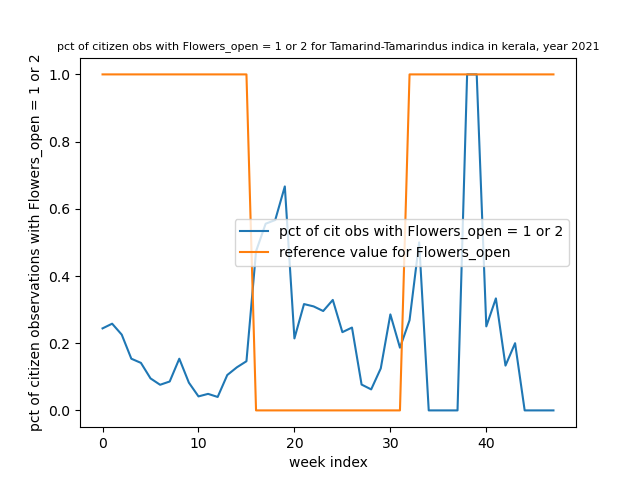 pct of citizen obs with Flowers_open = 1 or 2 for Tamarind-Tamarindus indica in kerala, year 2021
pct of citizen observations with Flowers_open = 1 or 2
1.0
0.8
0.6
0.4
0.2
0.0
pct of cit obs with Flowers_open = 1 or 2
reference value for Flowers_open
0 10 20 30 40
week index